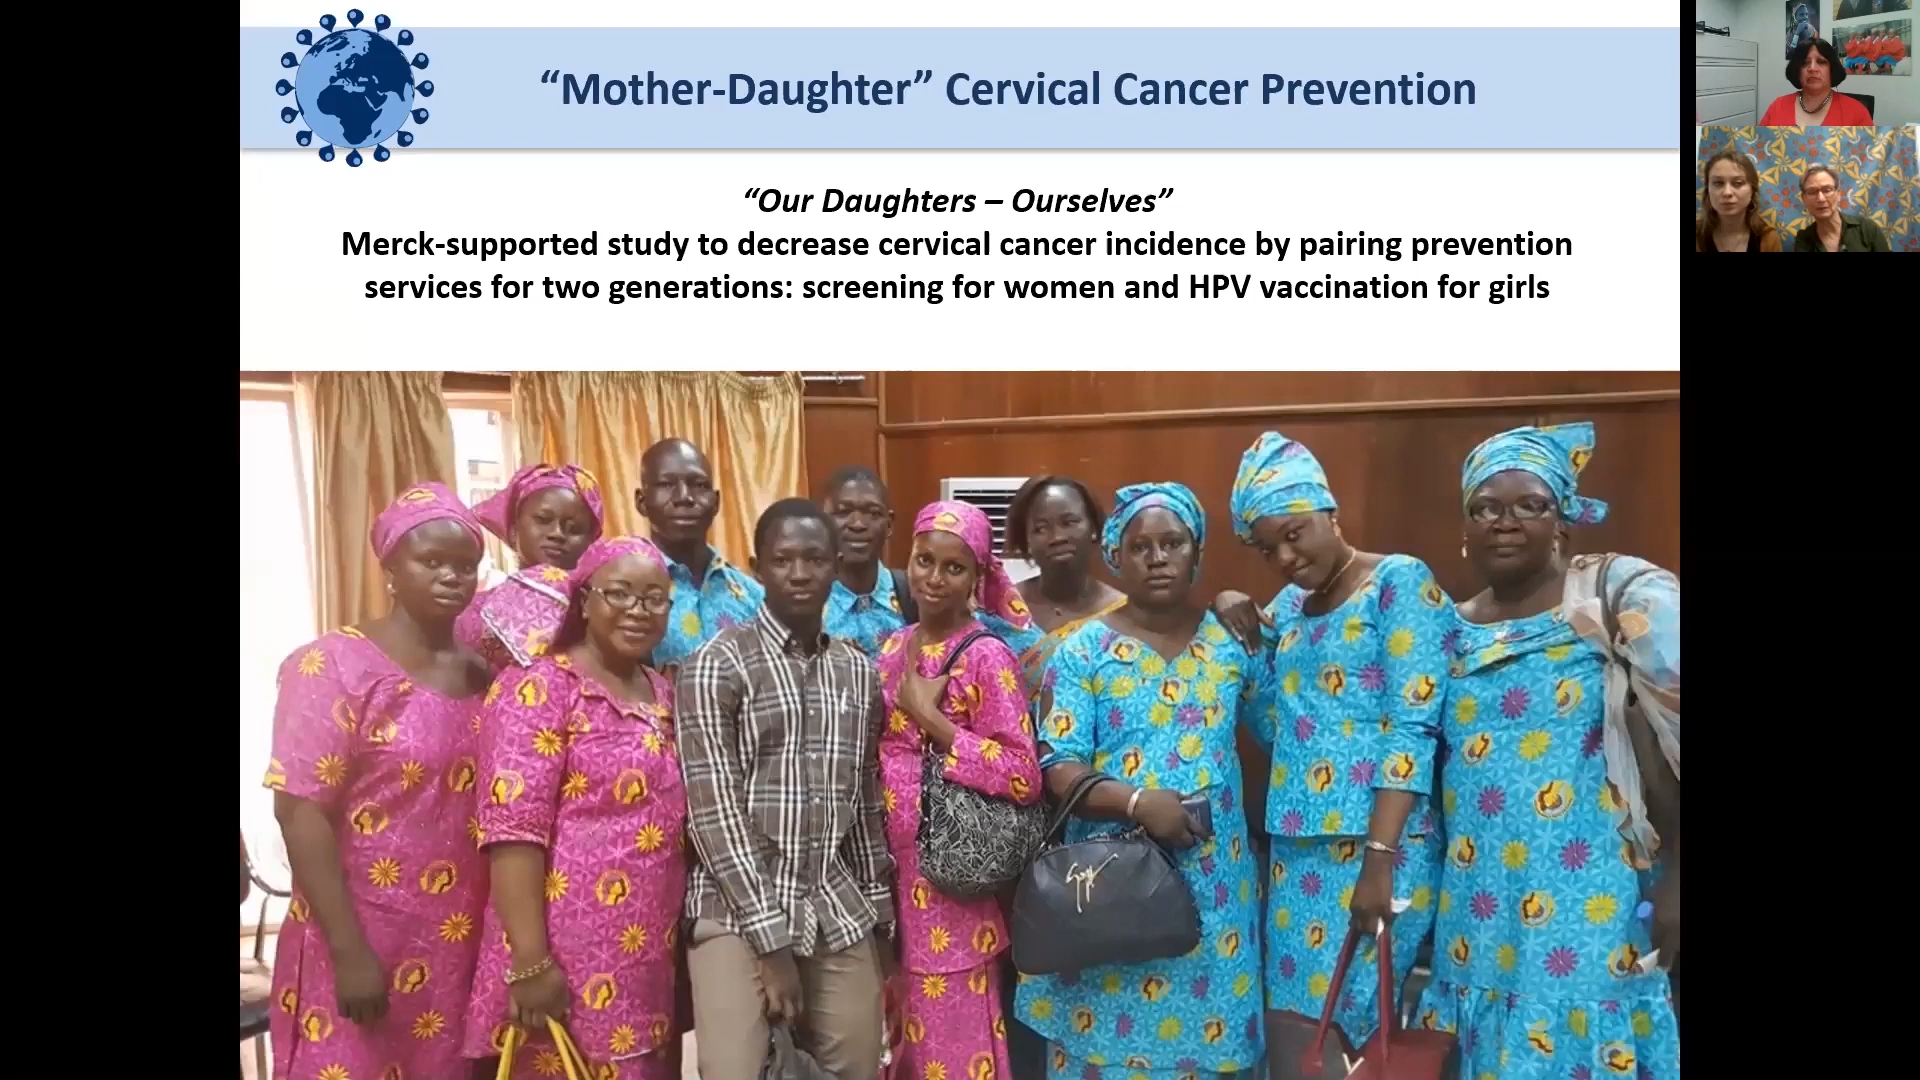 “Mother-Daughter” Cervical Cancer Prevention
“Our Daughters – Ourselves”
Merck-supported study to decrease cervical cancer incidence by pairing prevention
services for two generations: screening for women and HPV vaccination for girls